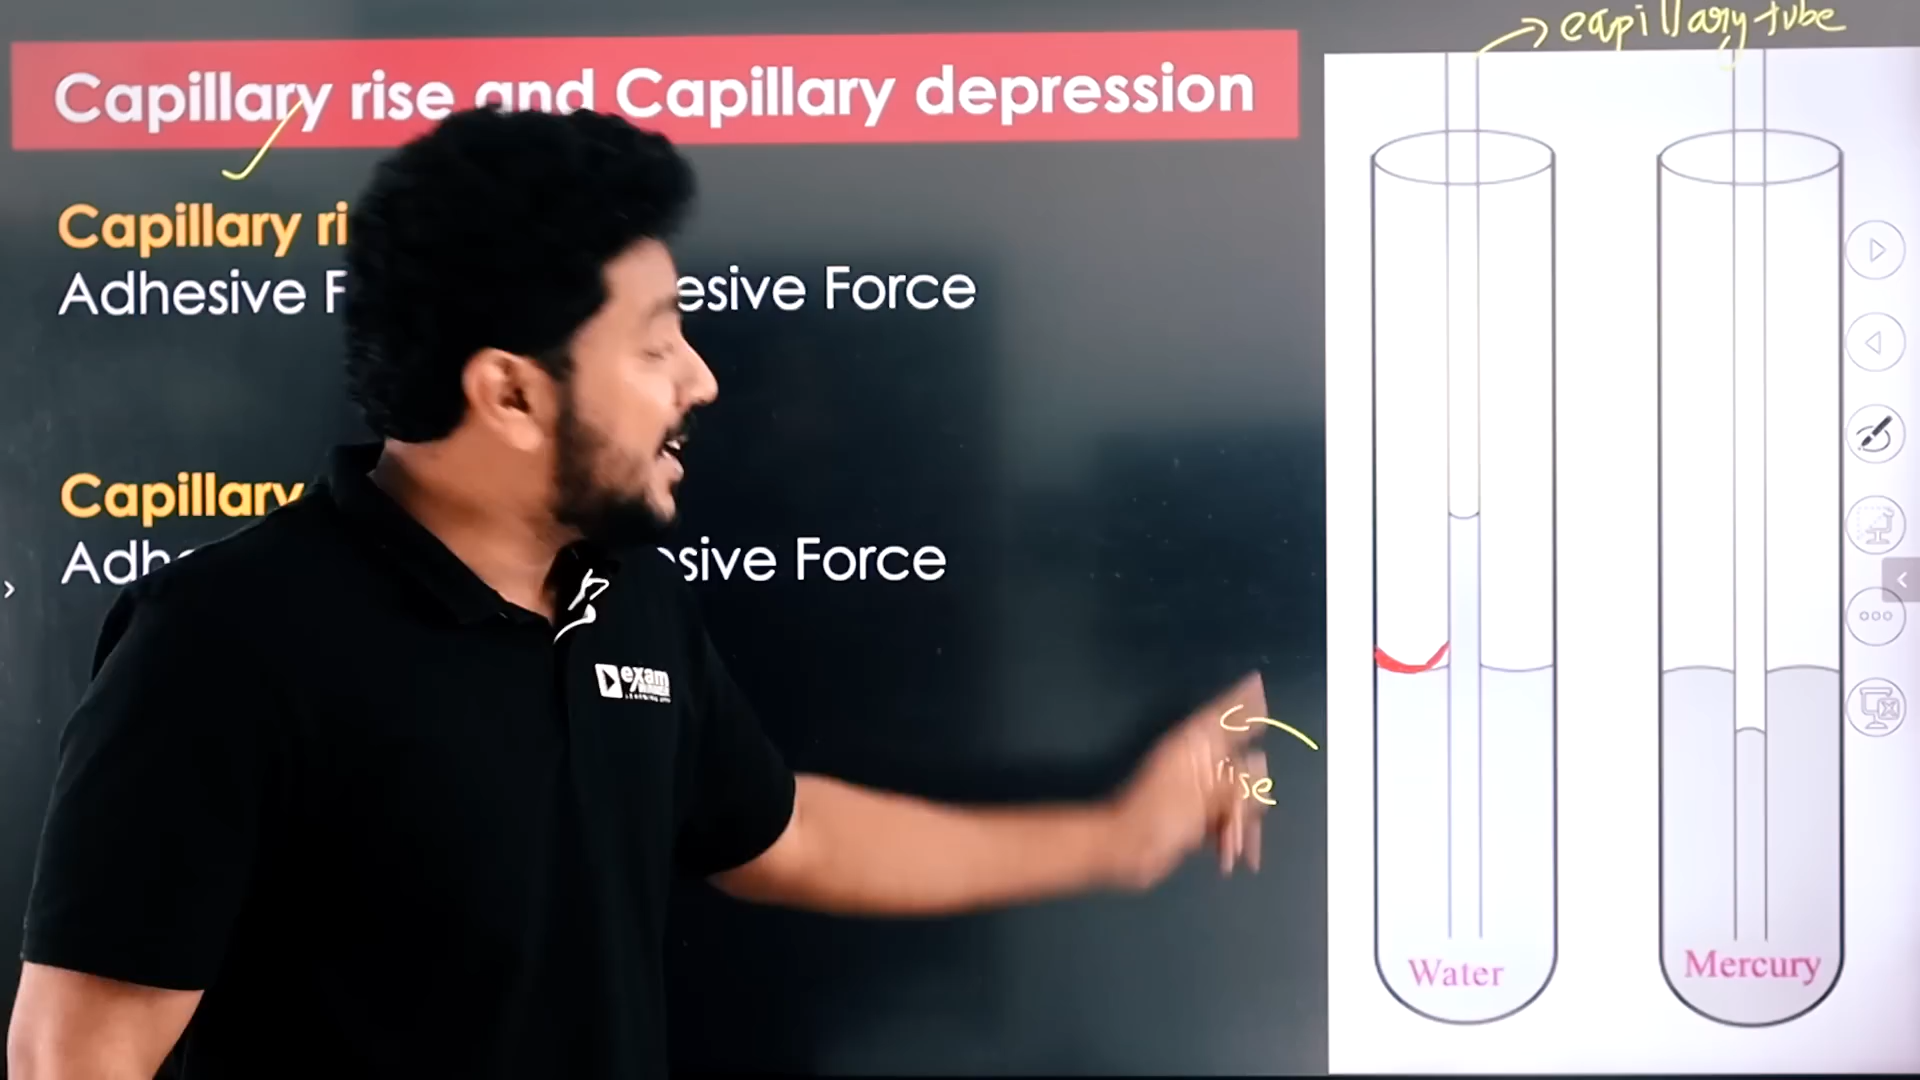 capillary tube
Capillary rise and Capillary depression
Capillary ri
Adhesive F esive Force
Capillary
Adh sive Force
exam
rise
Water
Mercury